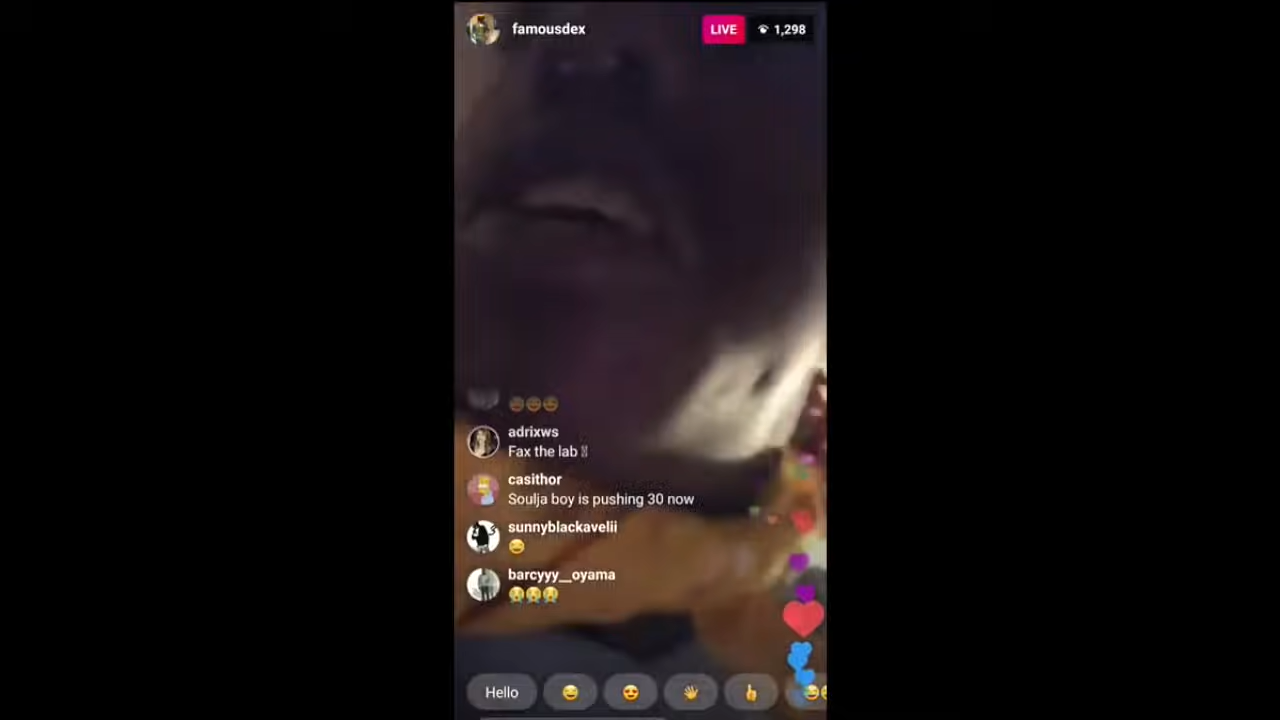 famousdex
LIVE 1,298
😂😂😂
adrixws
Fax the lab
casithor
Soulja boy is pushing 30 now
sunnyblackavelii
😂
barcyyy__oyama
😭😭😭
Hello 😂 😍 👋 👆 😂